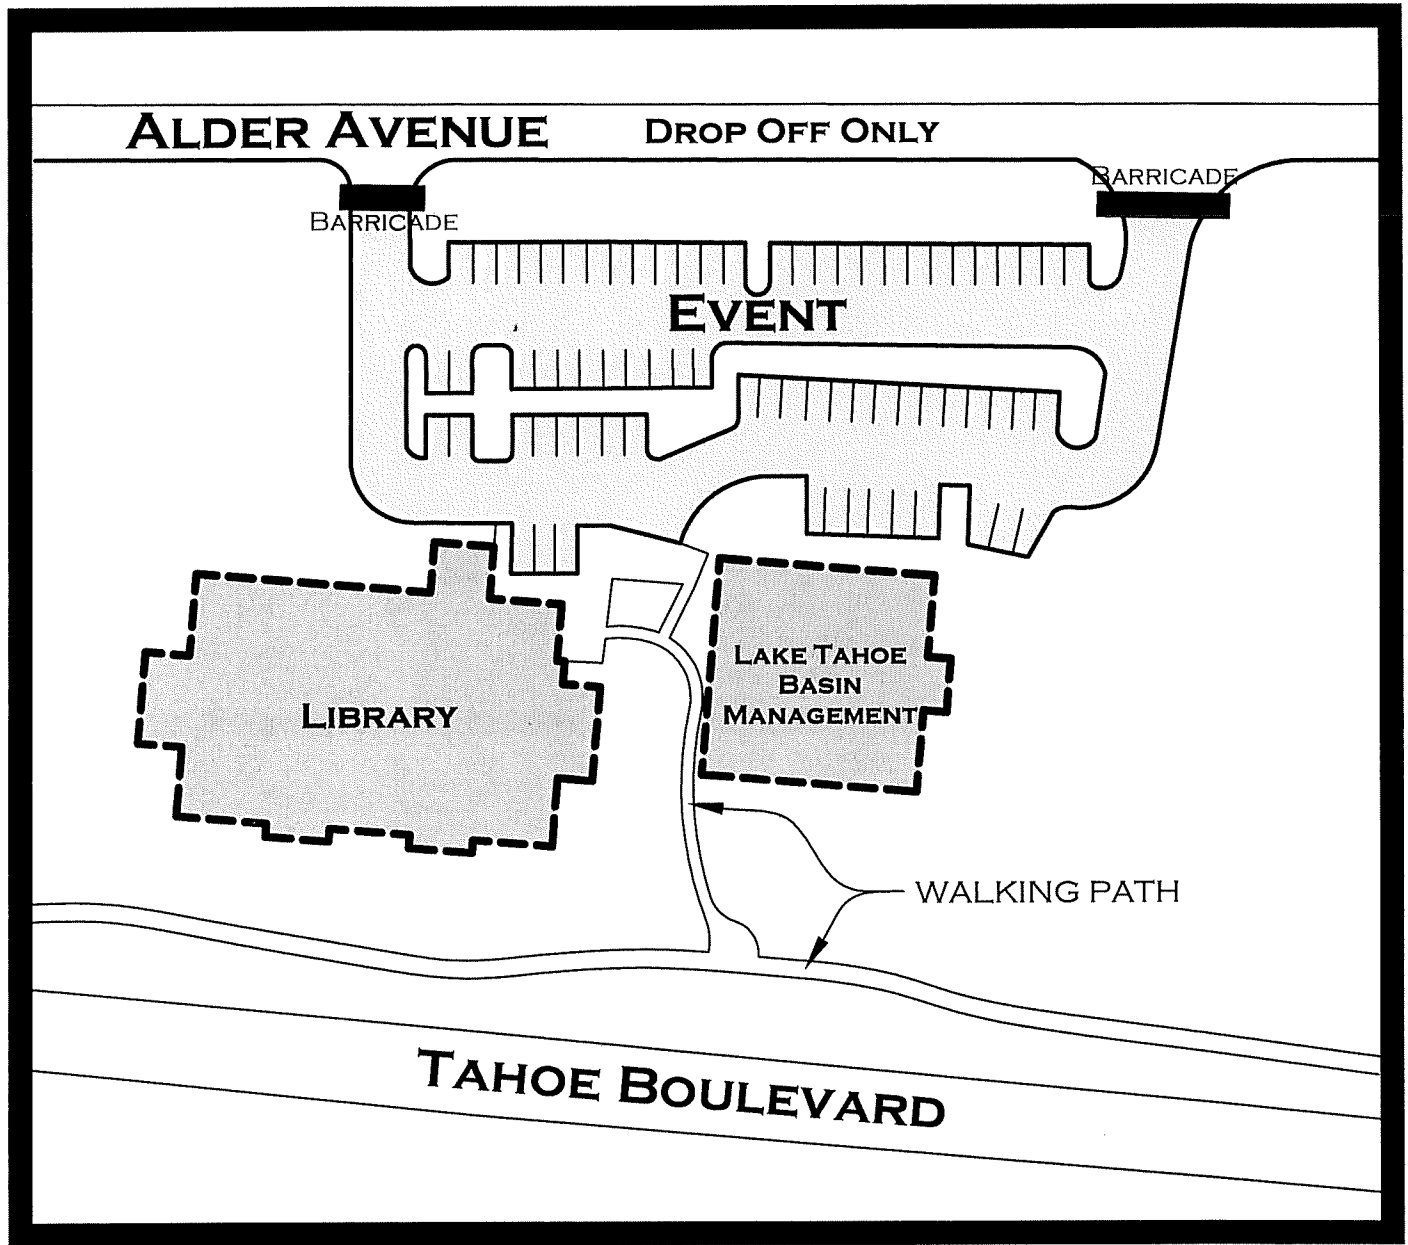 ALDER AVENUE
DROP OFF ONLY
BARRICADE
BARRICADE
EVENT
LAKE TAHOE
BASIN
MANAGEMENT
LIBRARY
WALKING PATH
TAHOE BOULEVARD